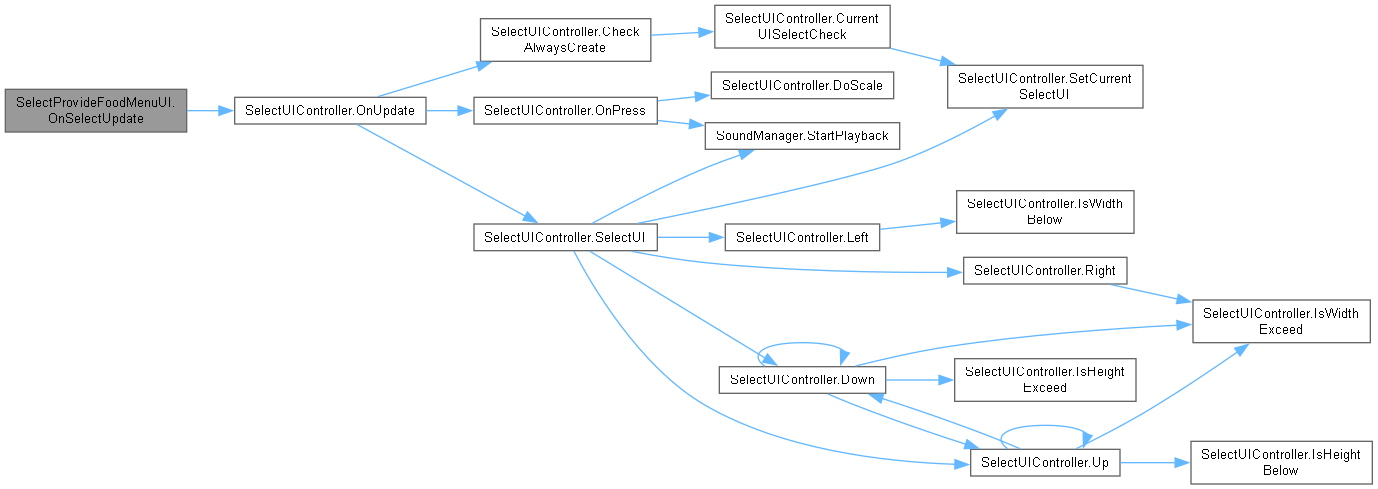 SelectProvideFoodMenuUI.
OnSelectUpdate
SelectUIController.OnUpdate
SelectUIController.Check
AlwaysCreate
SelectUIController.Current
UISelectCheck
SelectUIController.SetCurrent
SelectUI
SelectUIController.OnPress
SelectUIController.DoScale
SoundManager.StartPlayback
SelectUIController.SelectUI
SelectUIController.Left
SelectUIController.IsWidth
Below
SelectUIController.Right
SelectUIController.IsWidth
Exceed
SelectUIController.Down
SelectUIController.IsHeight
Exceed
SelectUIController.Up
SelectUIController.IsHeight
Below